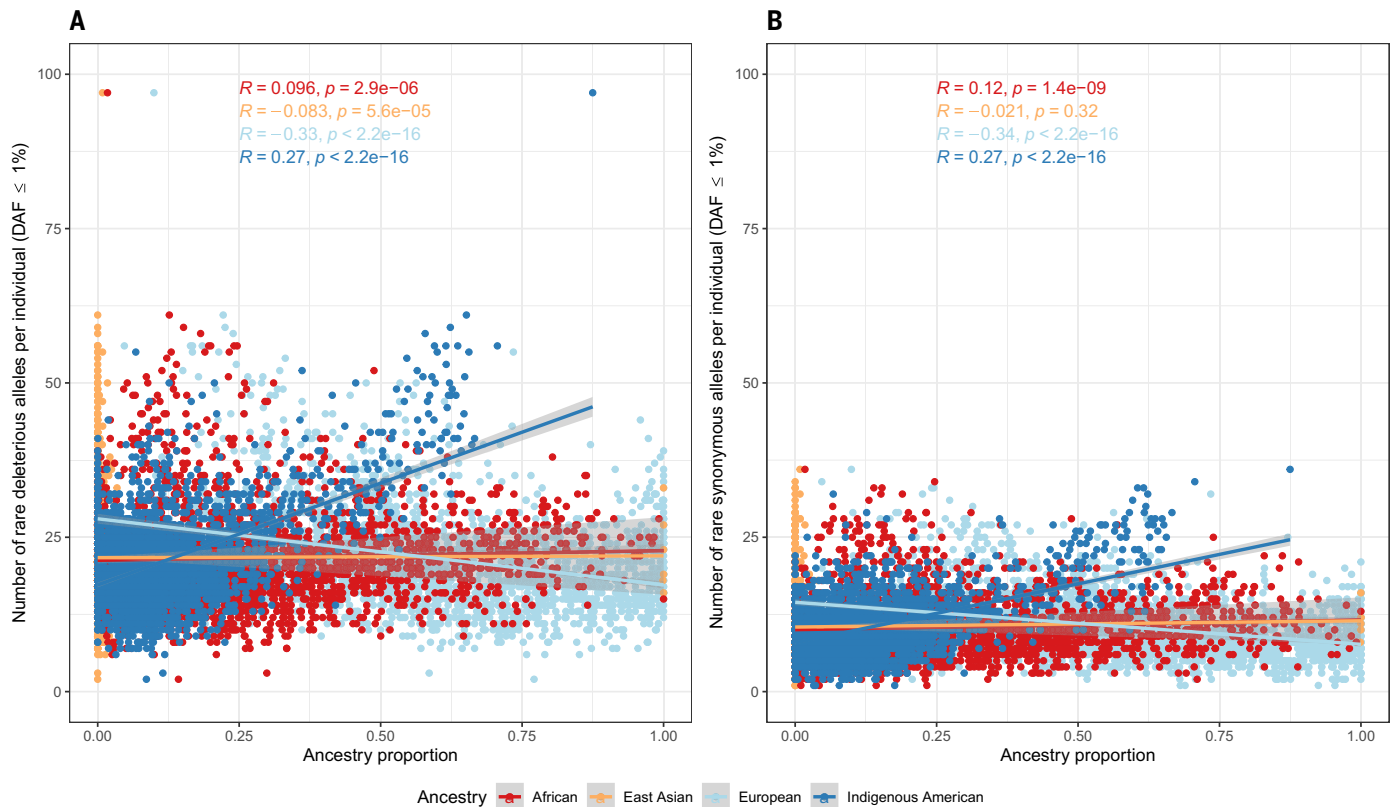 A
B
Number of rare deleterious alleles per individual (DAF ≤ 1%)
100
75
50
25
0
R = 0.096, p = 2.9e−06
R = −0.083, p = 5.6e−05
R = −0.33, p < 2.2e−16
R = 0.27, p < 2.2e−16
0.00 0.25 0.50 0.75 1.00
Ancestry proportion
Number of rare synonymous alleles per individual (DAF ≤ 1%)
100
75
50
25
0
R = 0.12, p = 1.4e−09
R = −0.021, p = 0.32
R = −0.34, p < 2.2e−16
R = 0.27, p < 2.2e−16
0.00 0.25 0.50 0.75 1.00
Ancestry proportion
Ancestry a African a East Asian a European a Indigenous American